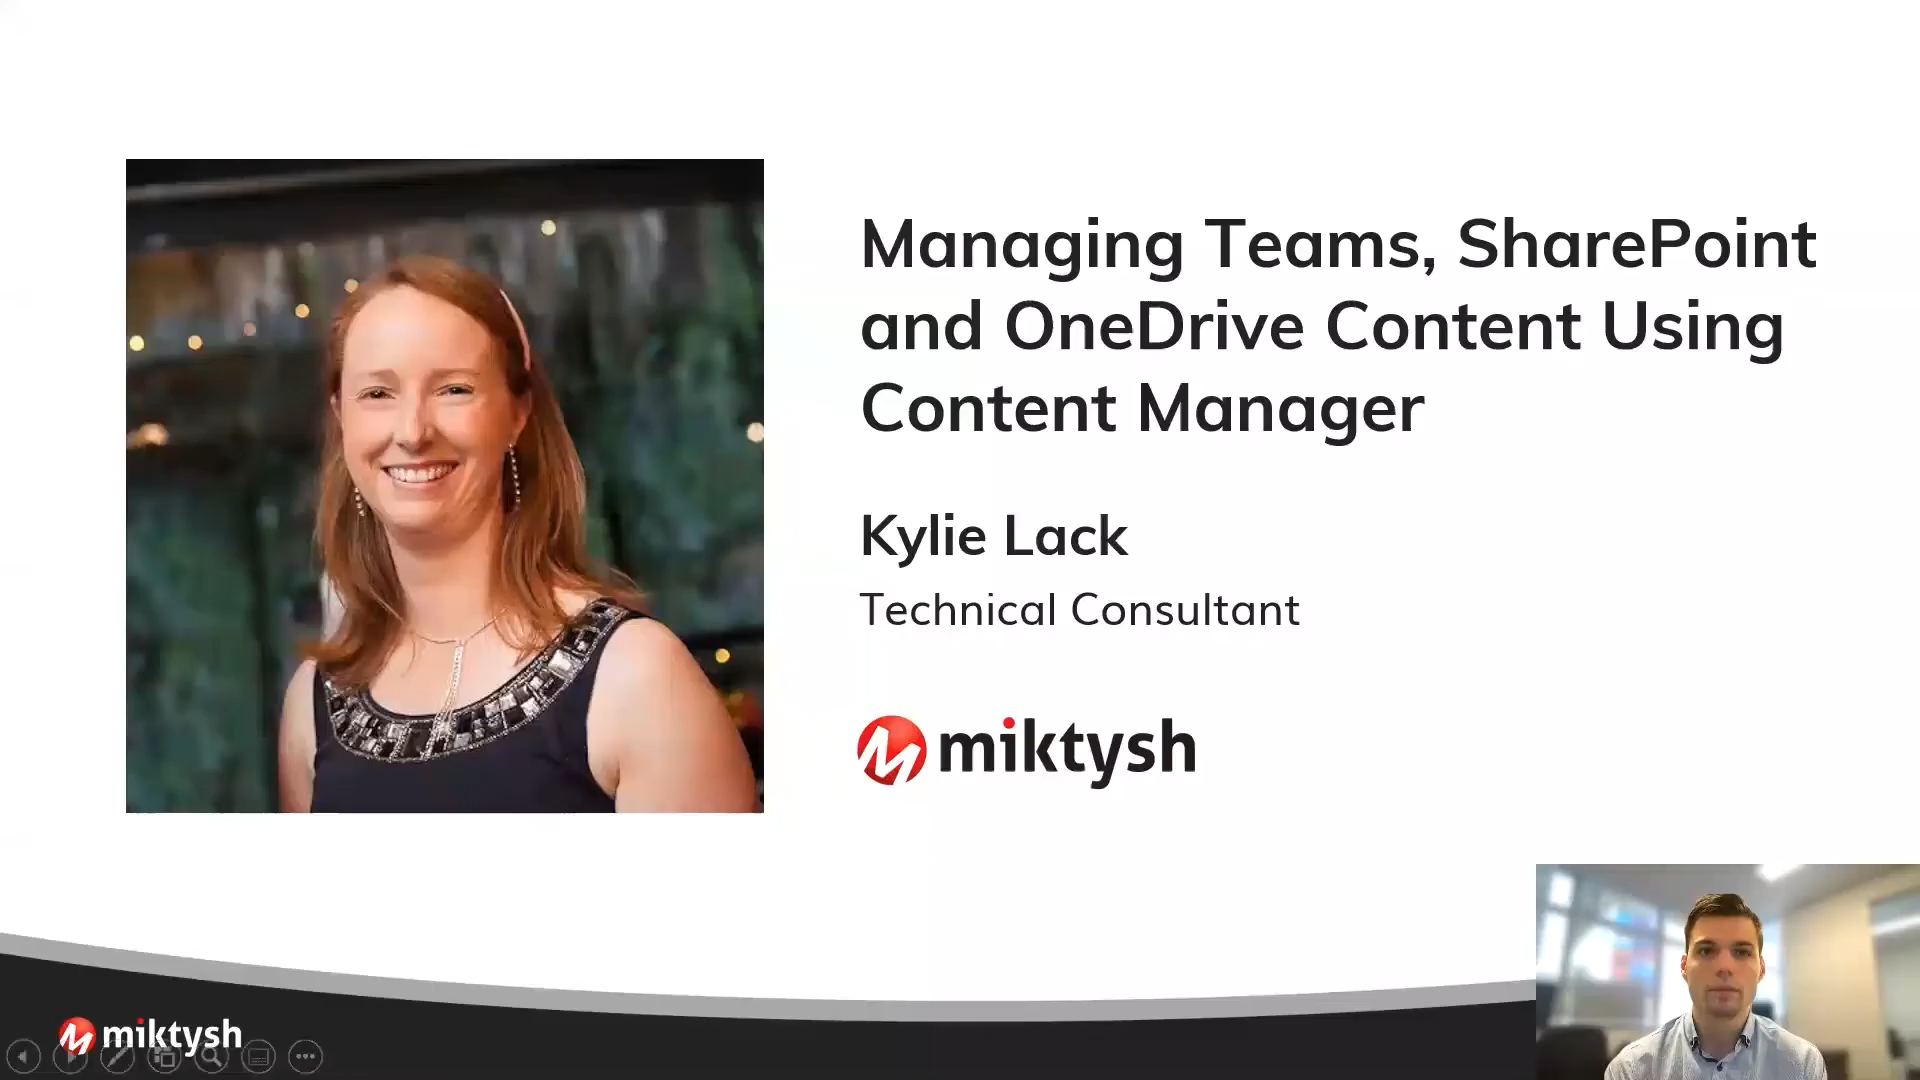 Managing Teams, SharePoint
and OneDrive Content Using
Content Manager
Kylie Lack
Technical Consultant
miktysh
miktysh